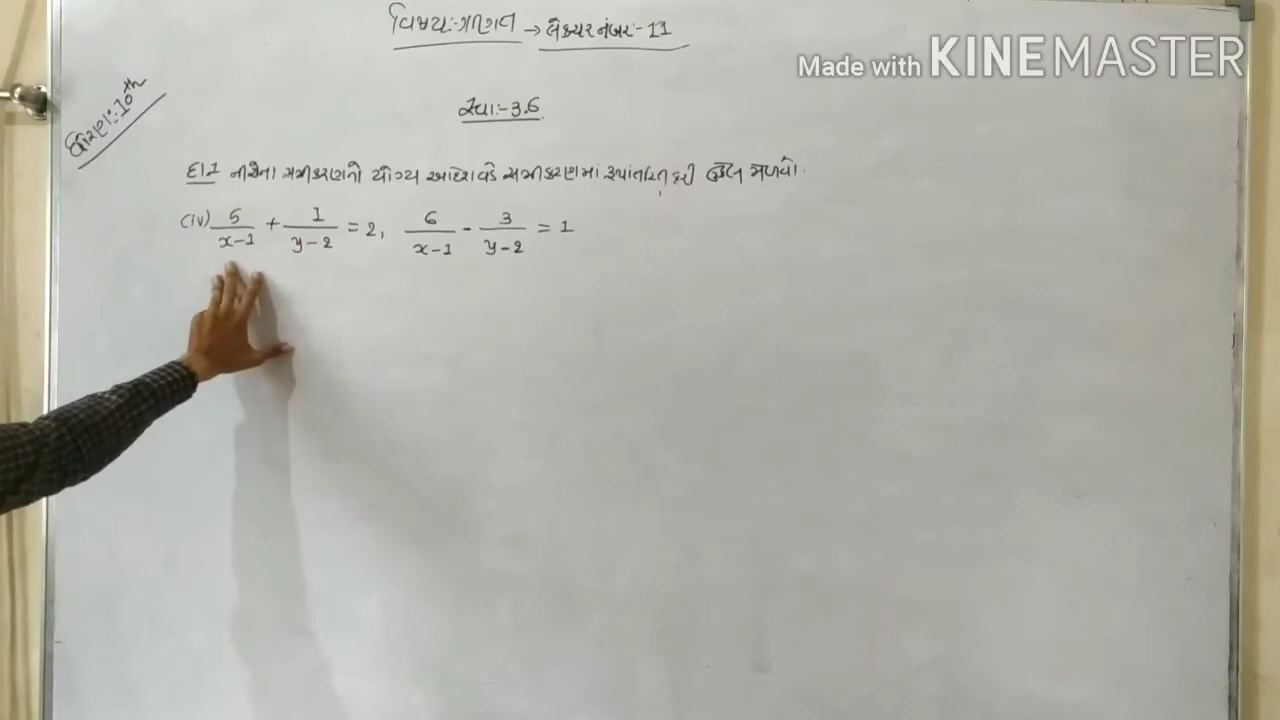 વિષય:-ગણિત → લેક્ચર નંબર:- 11
Made with KINEMASTER
ધોરણ:-10th
સ્વા:-3.6
દા.1 નીચેના સમીકરણનો યોગ્ય આદેશ વડે સમીકરણમાં રૂપાંતરિત કરી ઉકેલ મેળવો.
(iv) 5/(x-1) + 1/(y-2) = 2, 6/(x-1) - 3/(y-2) = 1